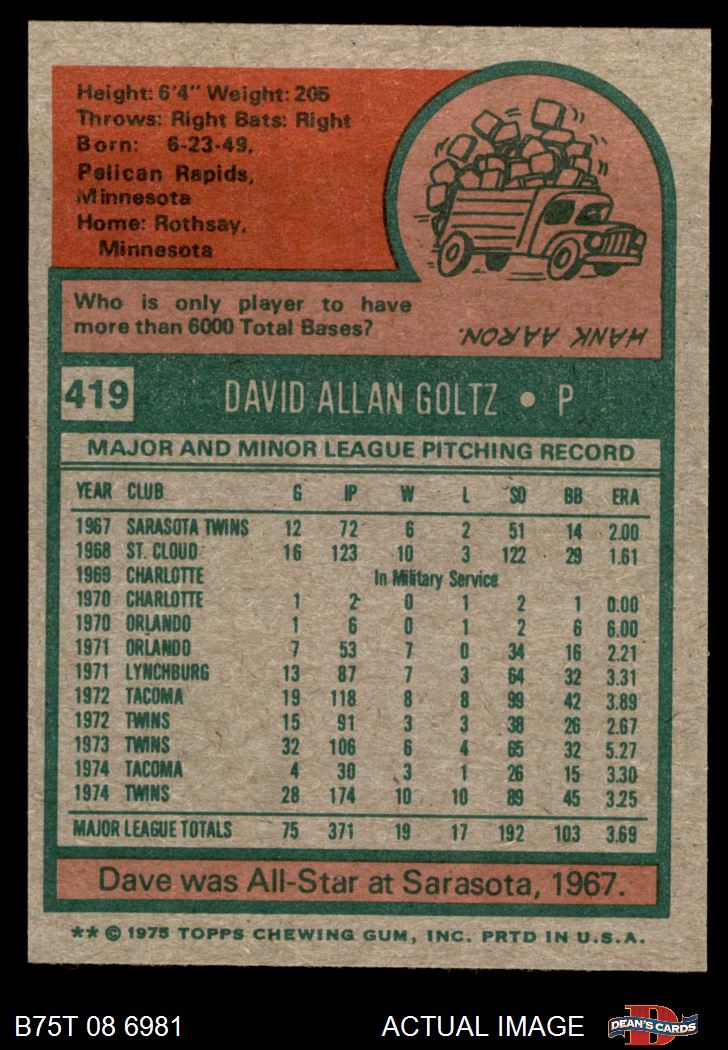 Height: 6'4" Weight: 205
Throws: Right Bats: Right
Born: 6-23-49,
Pelican Rapids,
Minnesota
Home: Rothsay,
Minnesota
Who is only player to have
more than 6000 Total Bases?
HANK AARON.
419 DAVID ALLAN GOLTZ • P
MAJOR AND MINOR LEAGUE PITCHING RECORD
YEAR CLUB G IP W L SO BB ERA
1967 SARASOTA TWINS 12 72 6 2 51 14 2.00
1968 ST. CLOUD 16 123 10 3 122 29 1.61
1969 CHARLOTTE In Military Service
1970 CHARLOTTE 1 2 0 1 2 1 0.00
1970 ORLANDO 1 6 0 1 2 6 6.00
1971 ORLANDO 7 53 7 0 34 16 2.21
1971 LYNCHBURG 13 87 7 3 64 32 3.31
1972 TACOMA 19 118 8 8 99 42 3.89
1972 TWINS 15 91 3 3 38 26 2.67
1973 TWINS 32 106 6 4 65 32 5.27
1974 TACOMA 4 30 3 1 26 15 3.30
1974 TWINS 28 174 10 10 89 45 3.25
MAJOR LEAGUE TOTALS 75 371 19 17 192 103 3.69
Dave was All-Star at Sarasota, 1967.
** © 1975 TOPPS CHEWING GUM, INC. PRTD IN U.S.A.
B75T 08 6981 ACTUAL IMAGE D DEAN'S CARDS